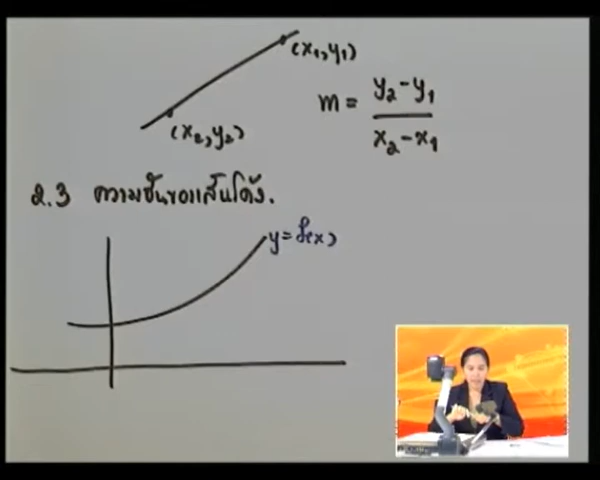 (x₁,y₁)
(x₂,y₂)
m = y₂-y₁ / x₂-x₁
2.3 ความชันของเส้นโค้ง.
y=f(x)